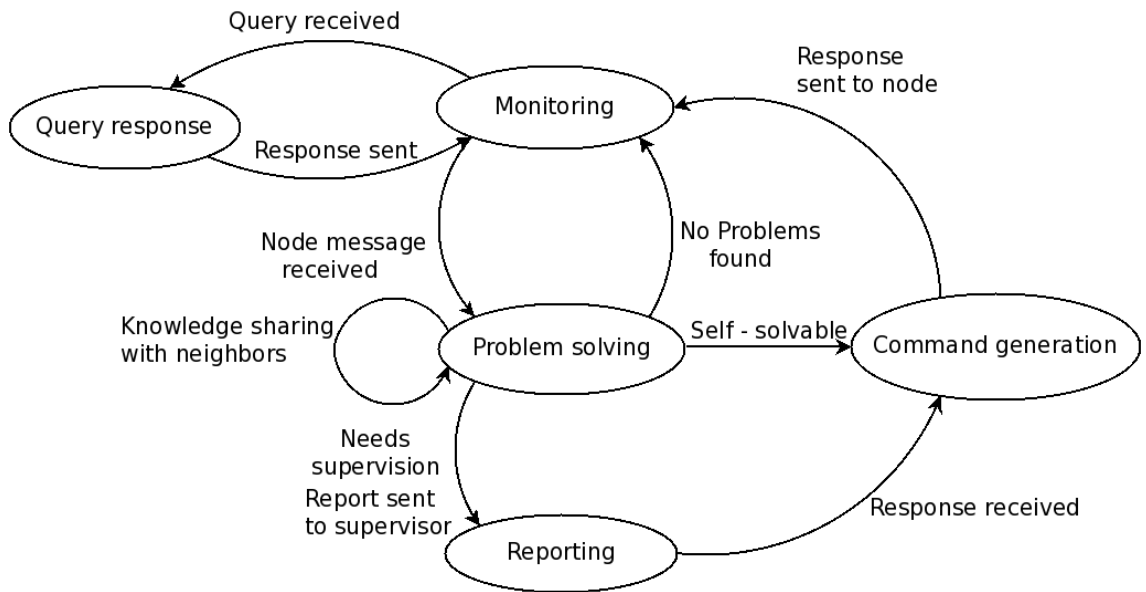 Query received
Response
sent to node
Monitoring
Query response
Response sent
Node message
received
No Problems
found
Knowledge sharing
with neighbors
Problem solving
Self - solvable
Command generation
Needs
supervision
Report sent
to supervisor
Response received
Reporting